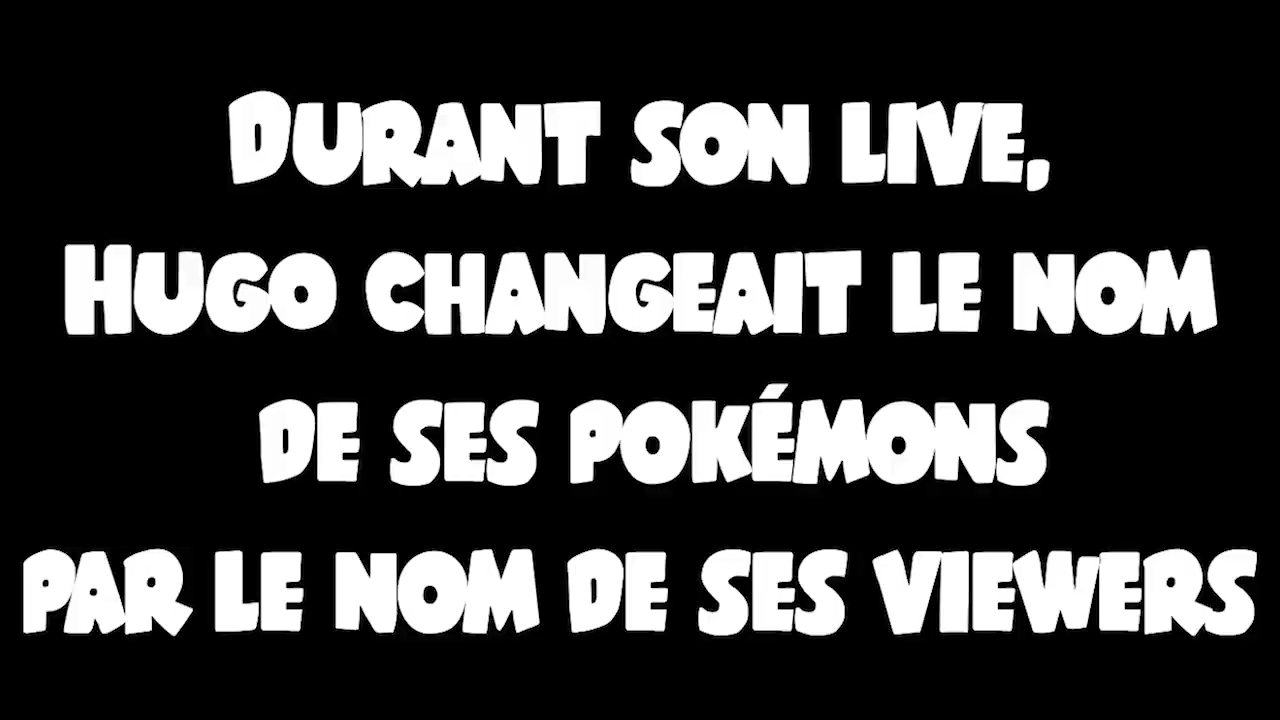 Durant son live,
Hugo changeait le nom
de ses pokémons
par le nom de ses viewers